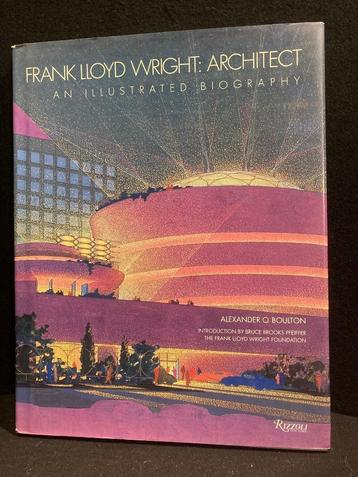 FRANK LLOYD WRIGHT: ARCHITECT
AN ILLUSTRATED BIOGRAPHY
ALEXANDER O. BOULTON
INTRODUCTION BY BRUCE BROOKS PFEIFFER
THE FRANK LLOYD WRIGHT FOUNDATION
RIZZOLI